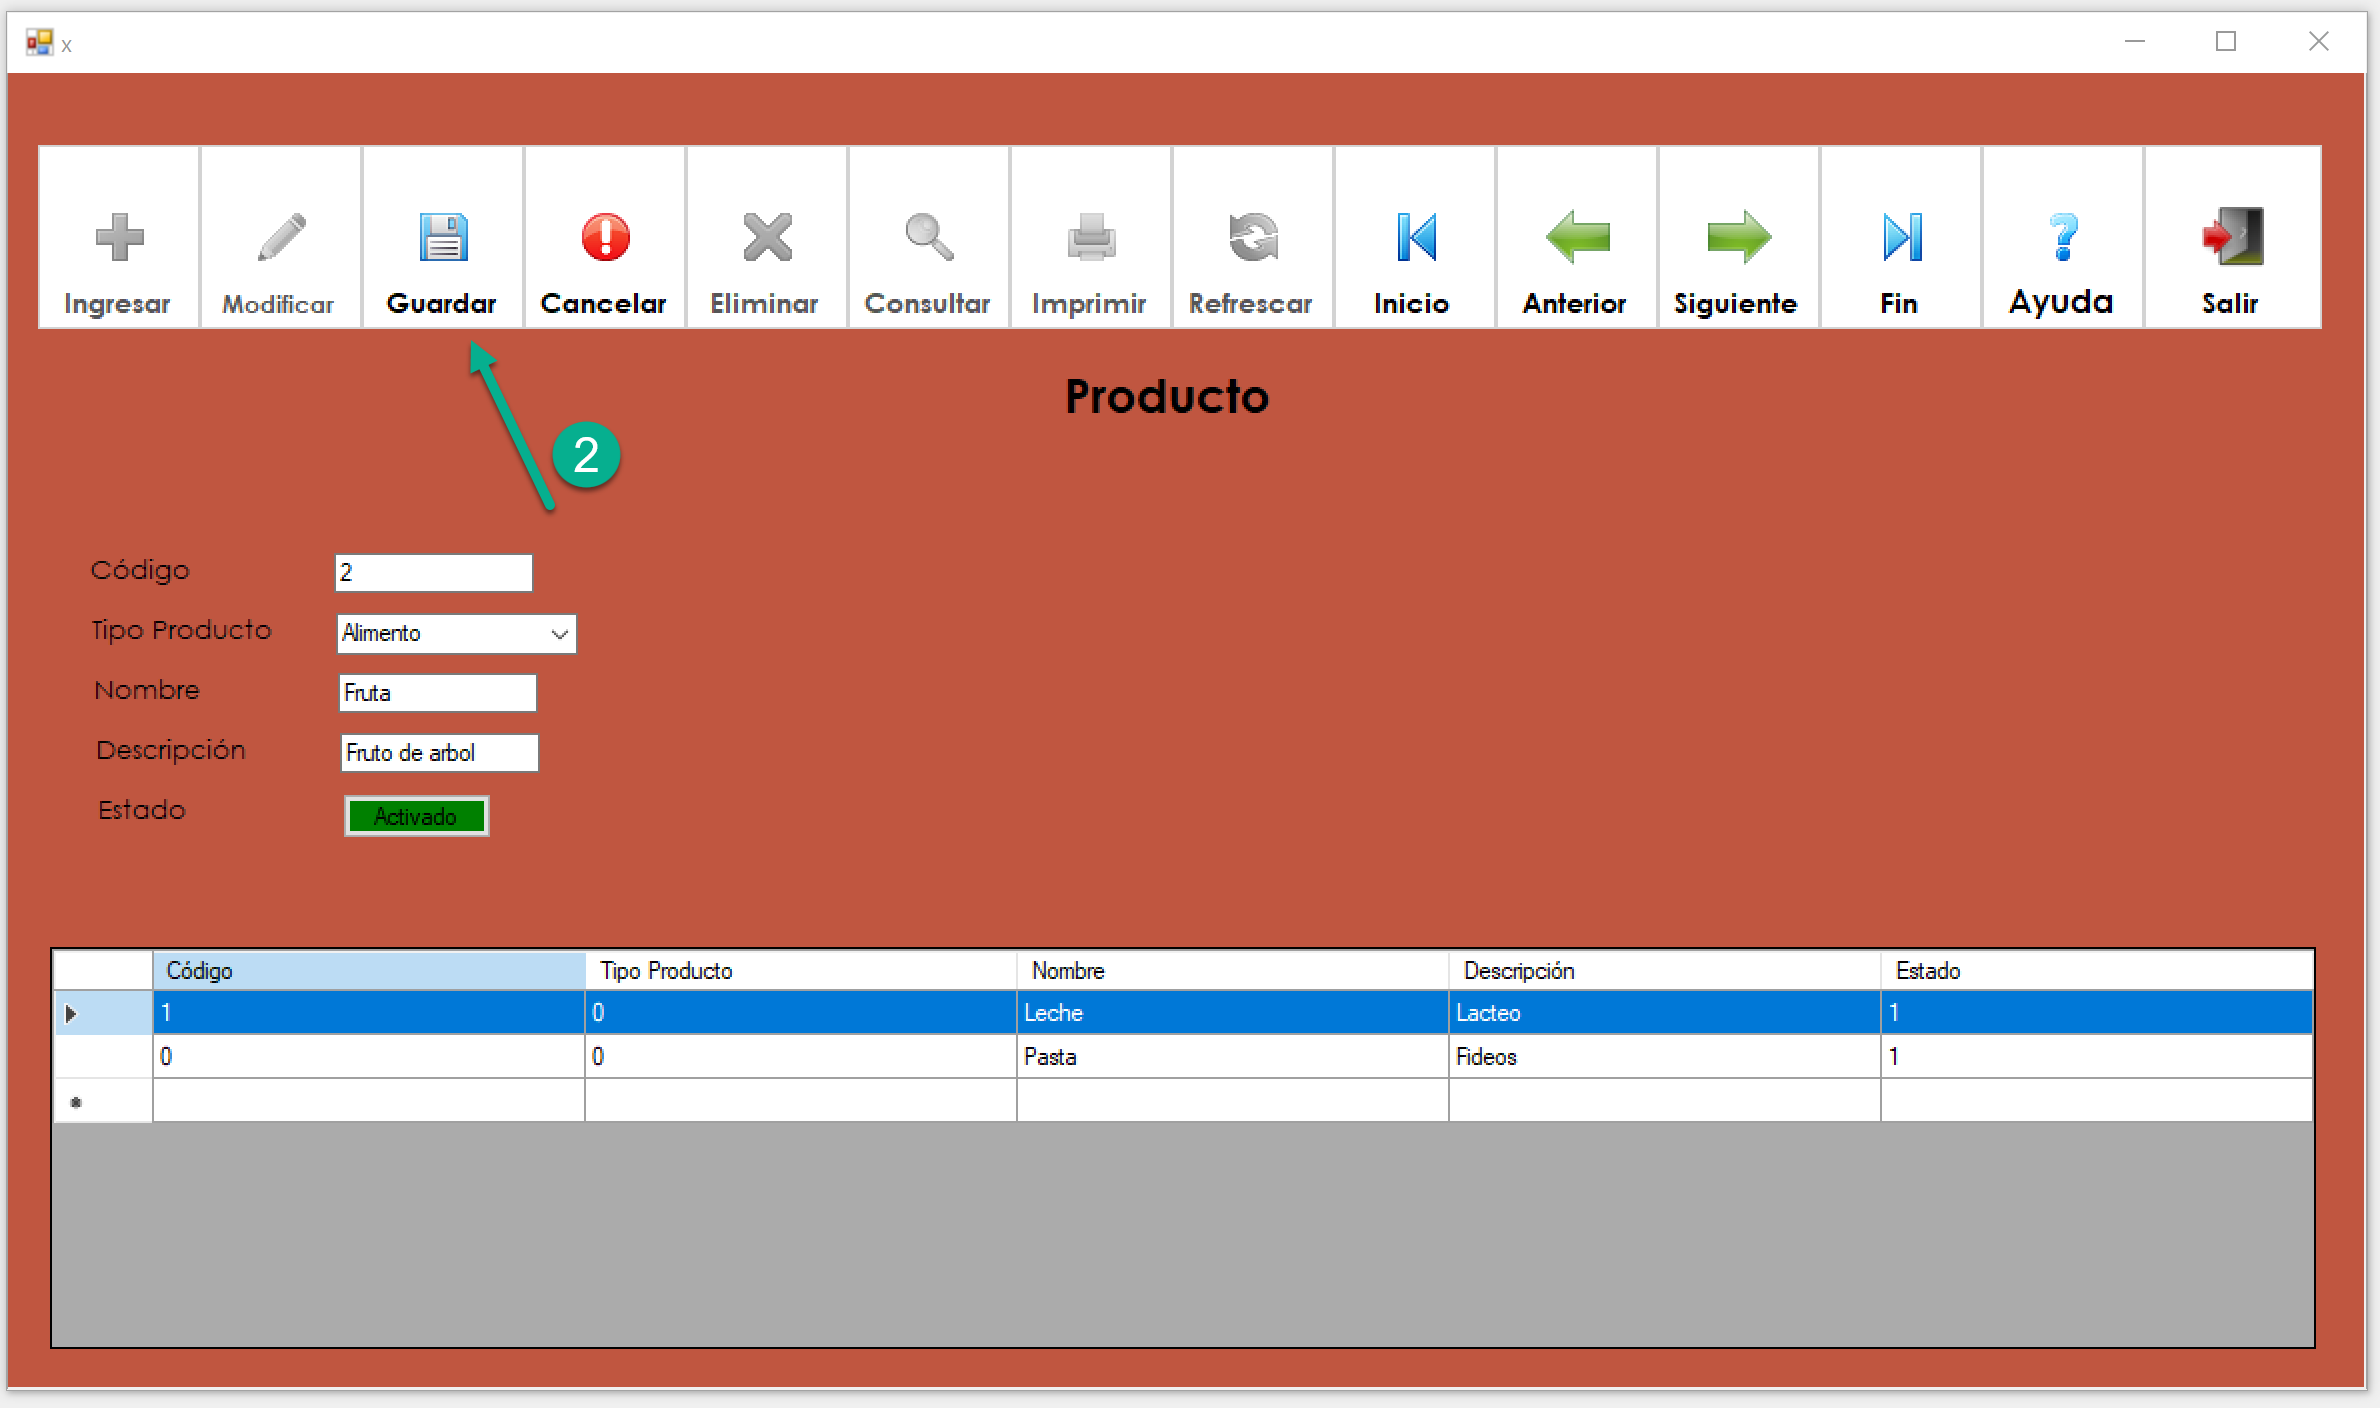 x
Ingresar Modificar Guardar Cancelar Eliminar Consultar Imprimir Refrescar Inicio Anterior Siguiente Fin Ayuda Salir
Producto
2
Código 2
Tipo Producto Alimento
Nombre Fruta
Descripción Fruto de arbol
Estado Activado
Código Tipo Producto Nombre Descripción Estado
1 0 Leche Lacteo 1
0 0 Pasta Fideos 1